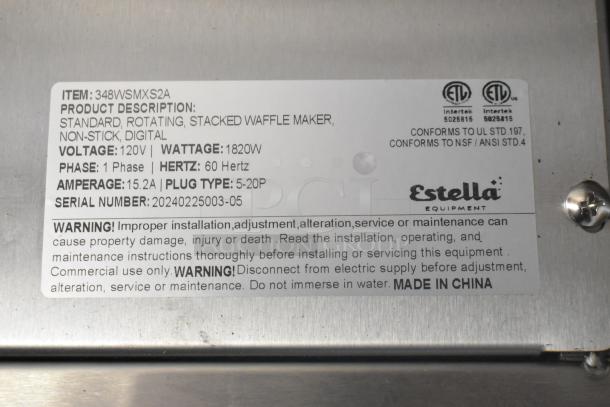 ITEM: 348WSMXS2A
PRODUCT DESCRIPTION:
STANDARD, ROTATING, STACKED WAFFLE MAKER,
NON-STICK, DIGITAL
VOLTAGE: 120V | WATTAGE: 1820W
PHASE: 1 Phase | HERTZ: 60 Hertz
AMPERAGE: 15.2A | PLUG TYPE: 5-20P
SERIAL NUMBER: 20240225003-05
ETL
Intertek
5025815
ETL US
Intertek
5025815
CONFORMS TO UL STD.197,
CONFORMS TO NSF / ANSI STD.4
Estella
EQUIPMENT
WARNING! Improper installation,adjustment,alteration,service or maintenance can
cause property damage, injury or death. Read the installation, operating, and
maintenance instructions thoroughly before installing or servicing this equipment .
Commercial use only. WARNING! Disconnect from electric supply before adjustment,
alteration, service or maintenance. Do not immerse in water. MADE IN CHINA